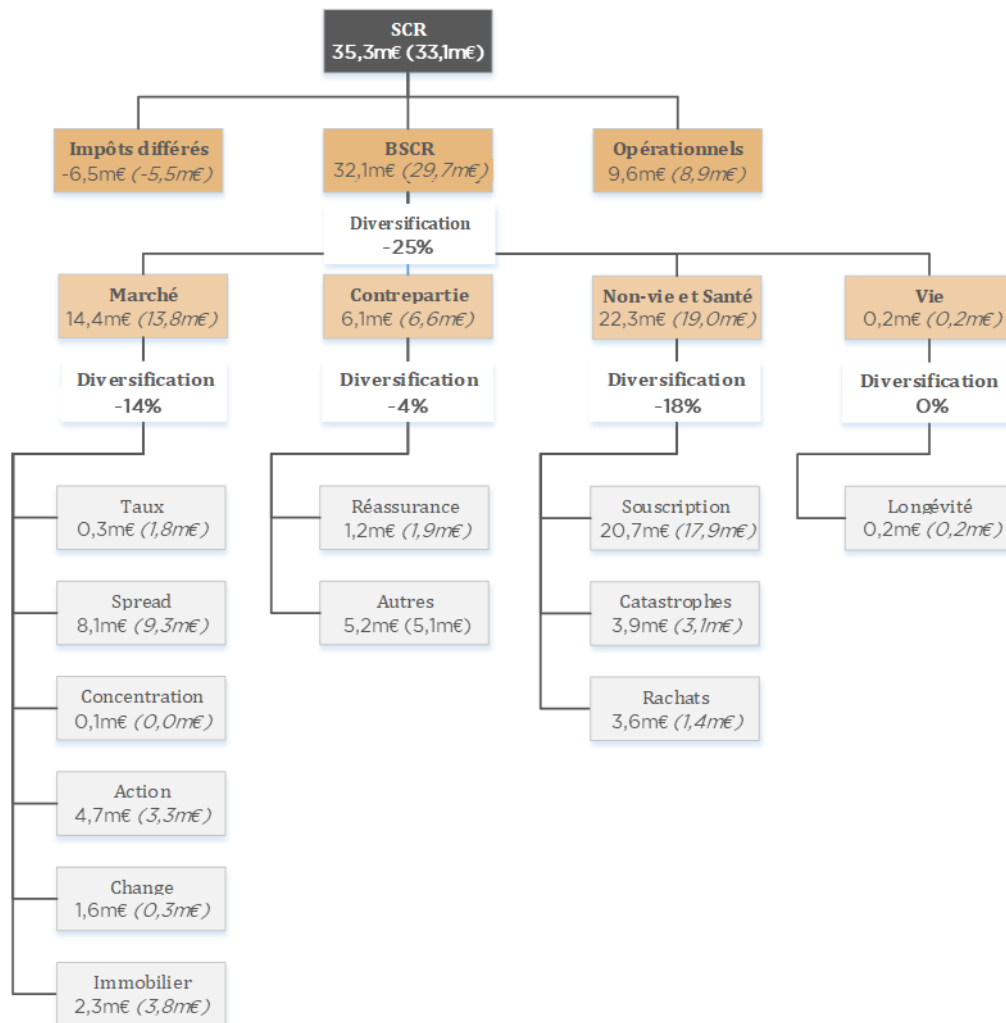 SCR
35,3m€ (33,1m€)
Impôts différés
-6,5m€ (-5,5m€)
BSCR
32,1m€ (29,7m€)
Opérationnels
9,6m€ (8,9m€)
Diversification
-25%
Marché
14,4m€ (13,8m€)
Contrepartie
6,1m€ (6,6m€)
Non-vie et Santé
22,3m€ (19,0m€)
Vie
0,2m€ (0,2m€)
Diversification
-14%
Diversification
-4%
Diversification
-18%
Diversification
0%
Taux
0,3m€ (1,8m€)
Réassurance
1,2m€ (1,9m€)
Souscription
20,7m€ (17,9m€)
Longévité
0,2m€ (0,2m€)
Spread
8,1m€ (9,3m€)
Autres
5,2m€ (5,1m€)
Catastrophes
3,9m€ (3,1m€)
Concentration
0,1m€ (0,0m€)
Rachats
3,6m€ (1,4m€)
Action
4,7m€ (3,3m€)
Change
1,6m€ (0,3m€)
Immobilier
2,3m€ (3,8m€)